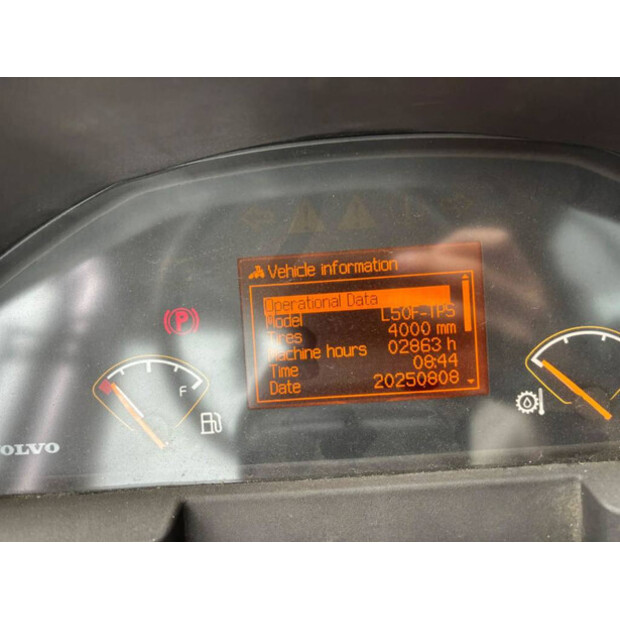 Vehicle information
Operational Data
Model L50F-TPS
Tires 4000 mm
Machine hours 02863 h
Time 08:44
Date 20250808
P
F
VOLVO